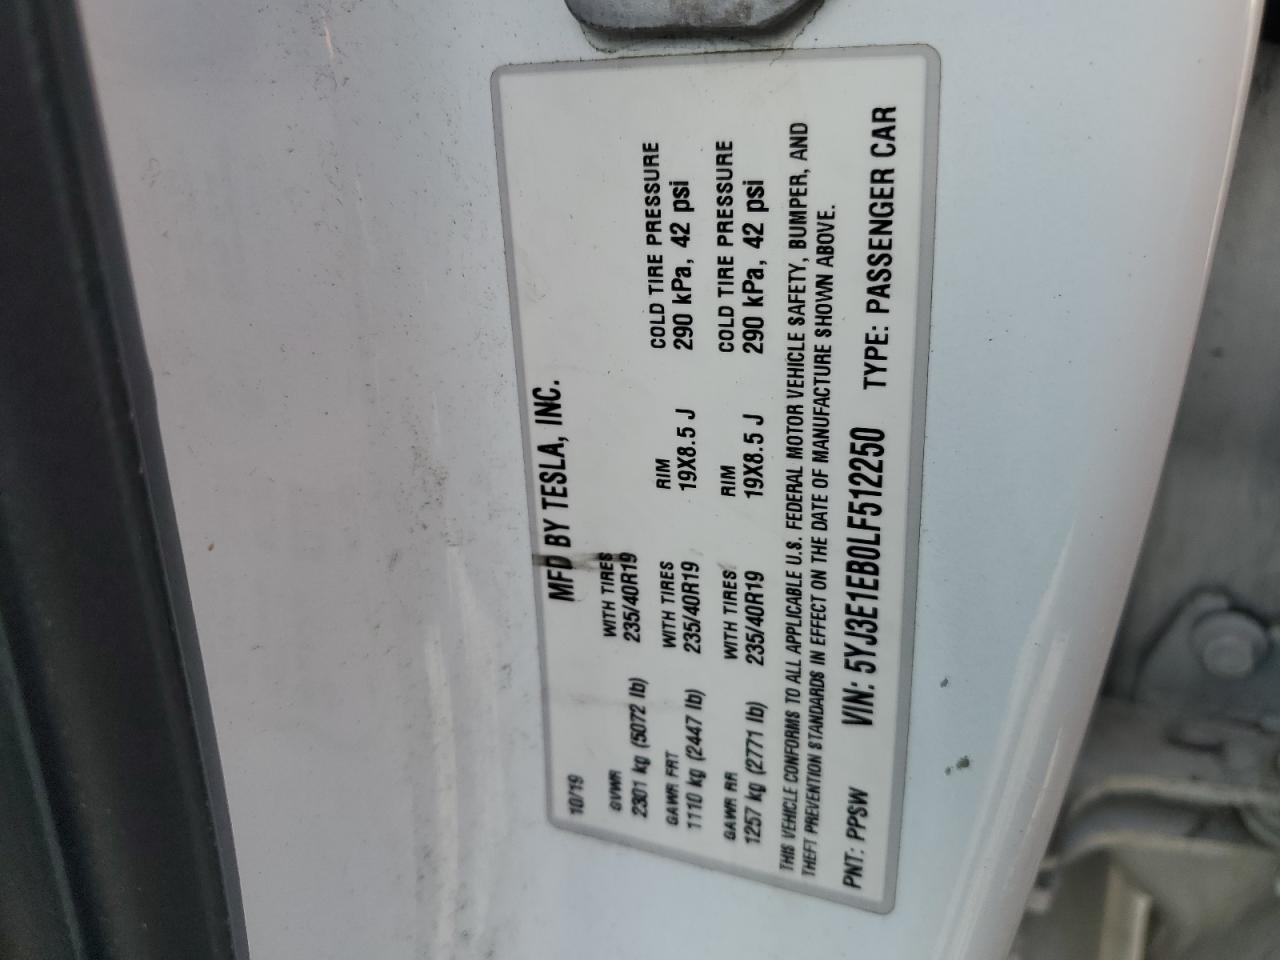 MFD BY TESLA, INC.
10/19
GVWR WITH TIRES
2301 kg (5072 lb) 235/40R19
GAWR FRT WITH TIRES RIM COLD TIRE PRESSURE
1110 kg (2447 lb) 235/40R19 19X8.5 J 290 kPa, 42 psi
GAWR RR WITH TIRES RIM COLD TIRE PRESSURE
1257 kg (2771 lb) 235/40R19 19X8.5 J 290 kPa, 42 psi
THIS VEHICLE CONFORMS TO ALL APPLICABLE U.S. FEDERAL MOTOR VEHICLE SAFETY, BUMPER, AND
THEFT PREVENTION STANDARDS IN EFFECT ON THE DATE OF MANUFACTURE SHOWN ABOVE.
PNT: PPSW VIN: 5YJ3E1EB0LF512250 TYPE: PASSENGER CAR